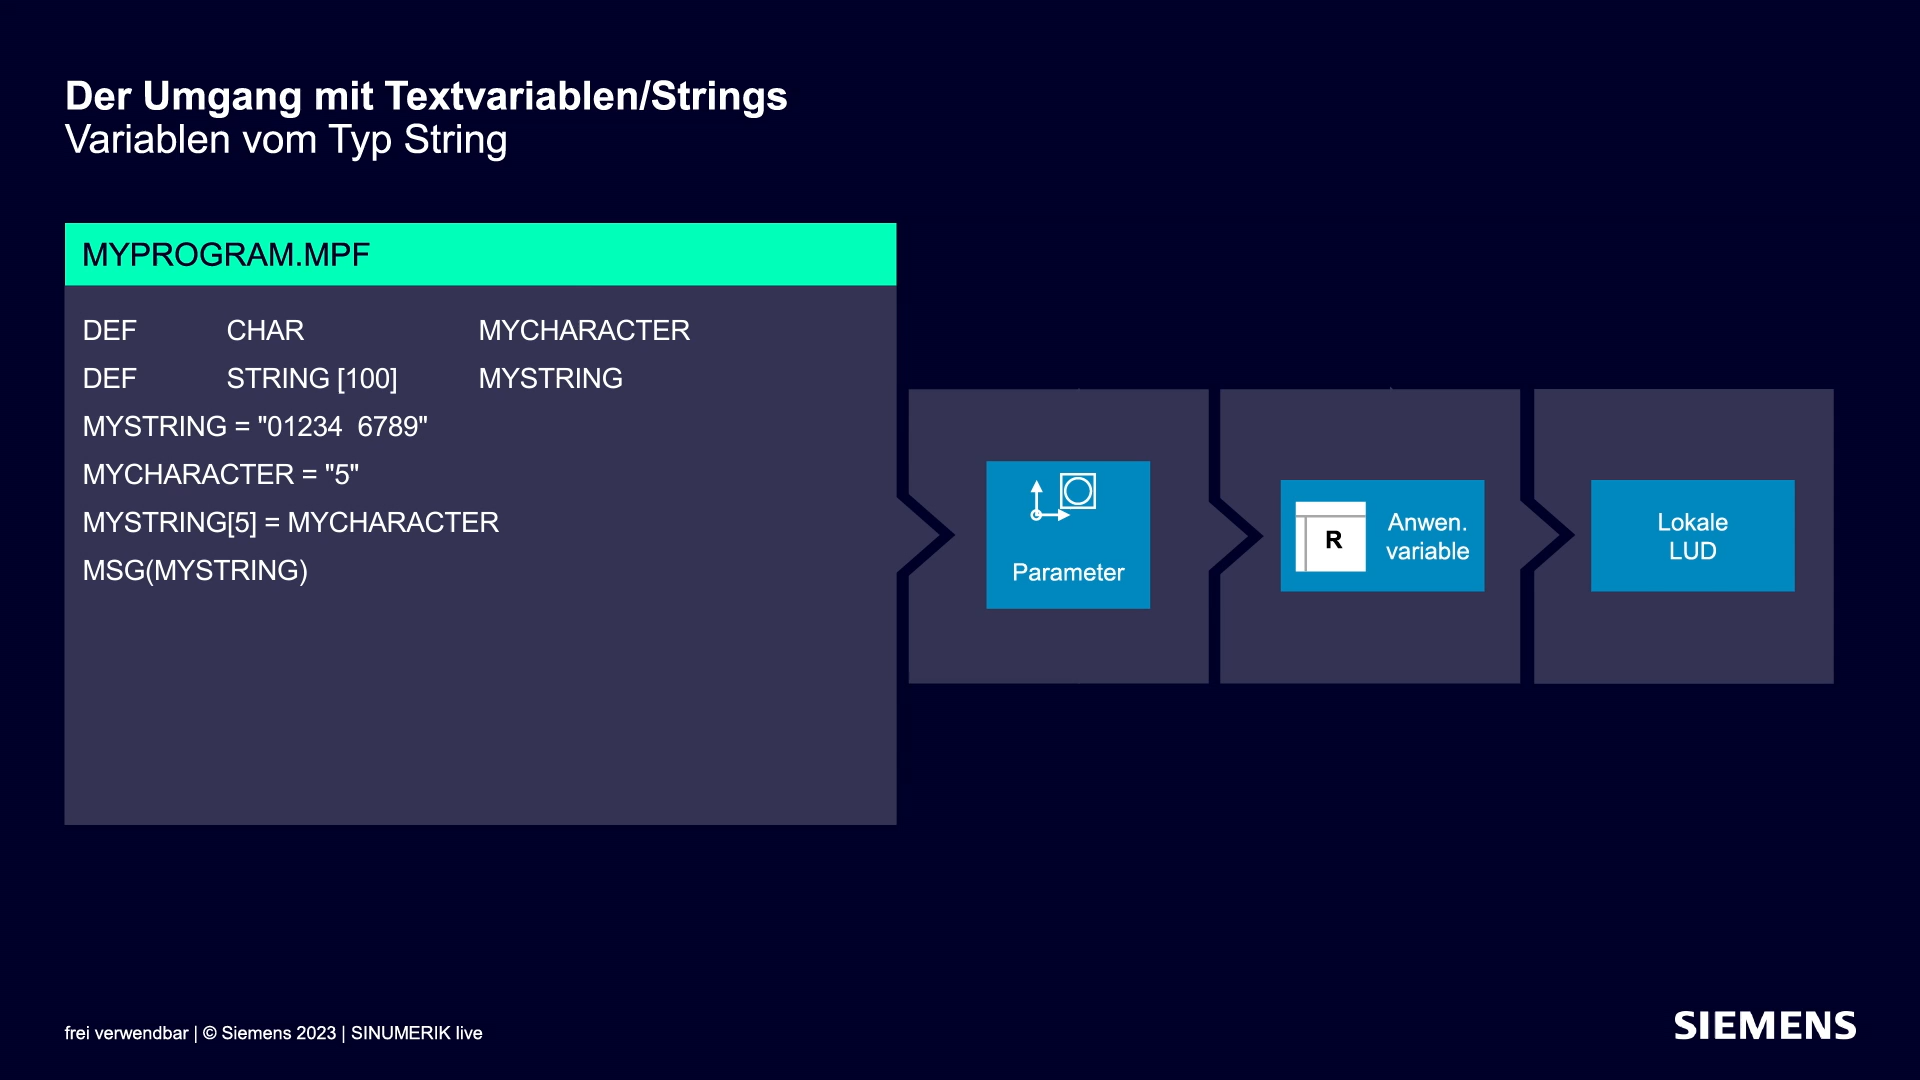 Der Umgang mit Textvariablen/Strings
Variablen vom Typ String
MYPROGRAM.MPF
DEF CHAR MYCHARACTER
DEF STRING [100] MYSTRING
MYSTRING = "01234  6789"
MYCHARACTER = "5"
MYSTRING[5] = MYCHARACTER
MSG(MYSTRING)
Parameter
R
Anwen.
variable
Lokale
LUD
frei verwendbar | © Siemens 2023 | SINUMERIK live
SIEMENS